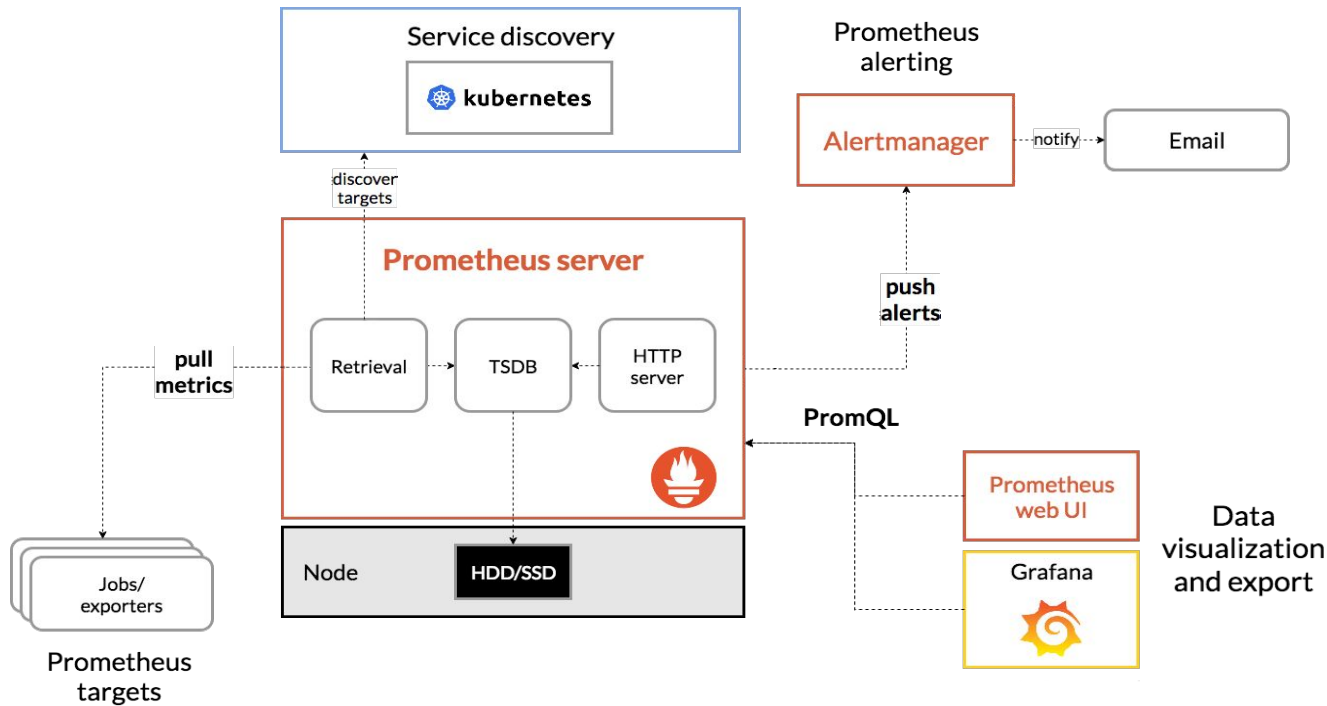 Service discovery
kubernetes
Prometheus
alerting
Alertmanager
notify
Email
discover
targets
Prometheus server
push
alerts
pull
metrics
Retrieval
TSDB
HTTP
server
PromQL
Prometheus
web UI
Data
visualization
and export
Grafana
Node
HDD/SSD
Jobs/
exporters
Prometheus
targets